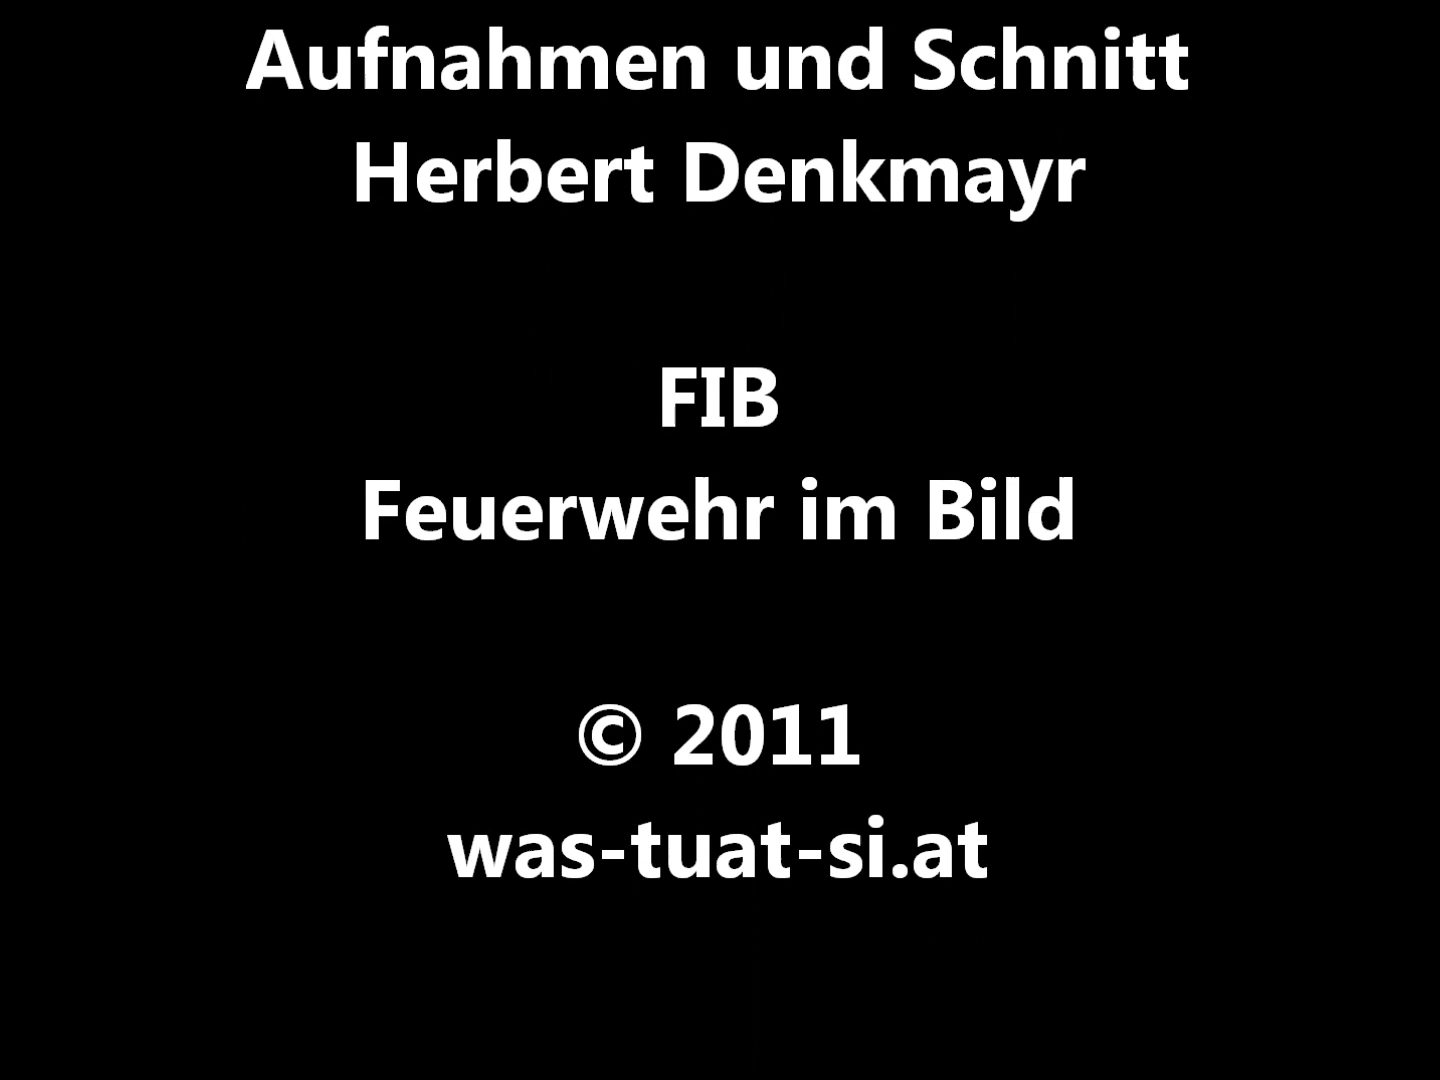 Aufnahmen und Schnitt
Herbert Denkmayr
FIB
Feuerwehr im Bild
© 2011
was-tuat-si.at